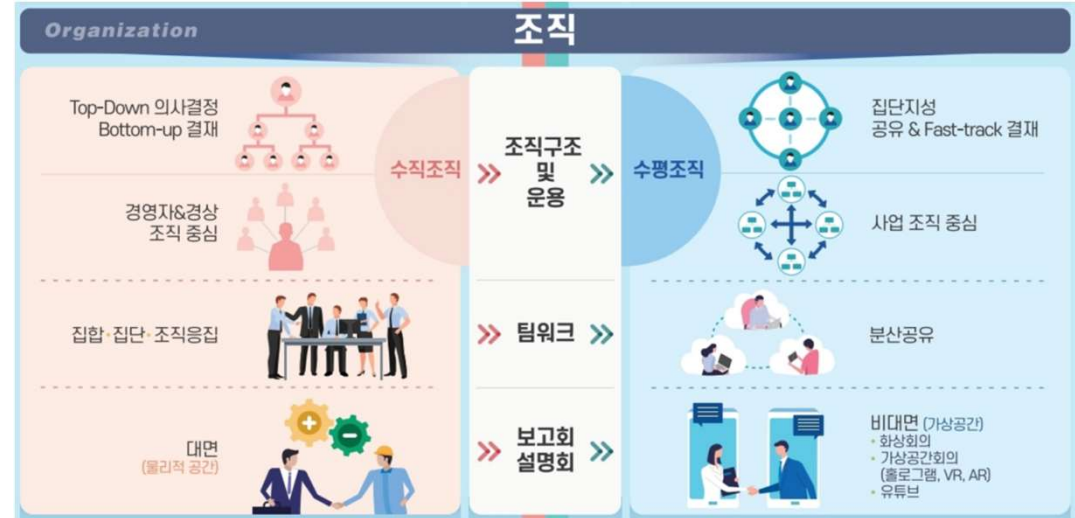 Organization
조직
Top-Down 의사결정
Bottom-up 결재
경영자&경상
조직 중심
수직조직
조직구조
및
운용
수평조직
집단지성
공유 & Fast-track 결재
사업 조직 중심
집합·집단·조직응집
팀워크
분산공유
대면
(물리적 공간)
보고회
설명회
비대면 (가상공간)
• 화상회의
• 가상공간회의
(홀로그램, VR, AR)
• 유튜브